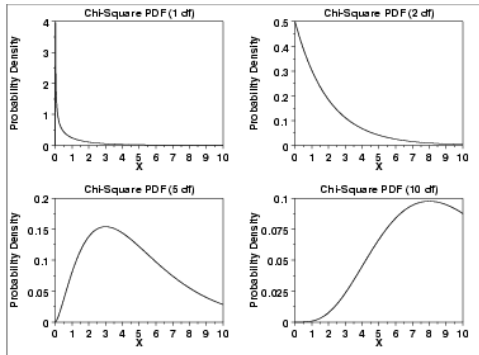 Chi-Square PDF (1 df)
Probability Density
4
3
2
1
0
0 1 2 3 4 5 6 7 8 9 10
X
Chi-Square PDF (2 df)
Probability Density
0.5
0.4
0.3
0.2
0.1
0
0 1 2 3 4 5 6 7 8 9 10
X
Chi-Square PDF (5 df)
Probability Density
0.2
0.15
0.1
0.05
0
0 1 2 3 4 5 6 7 8 9 10
X
Chi-Square PDF (10 df)
Probability Density
0.1
0.075
0.05
0.025
0
0 1 2 3 4 5 6 7 8 9 10
X